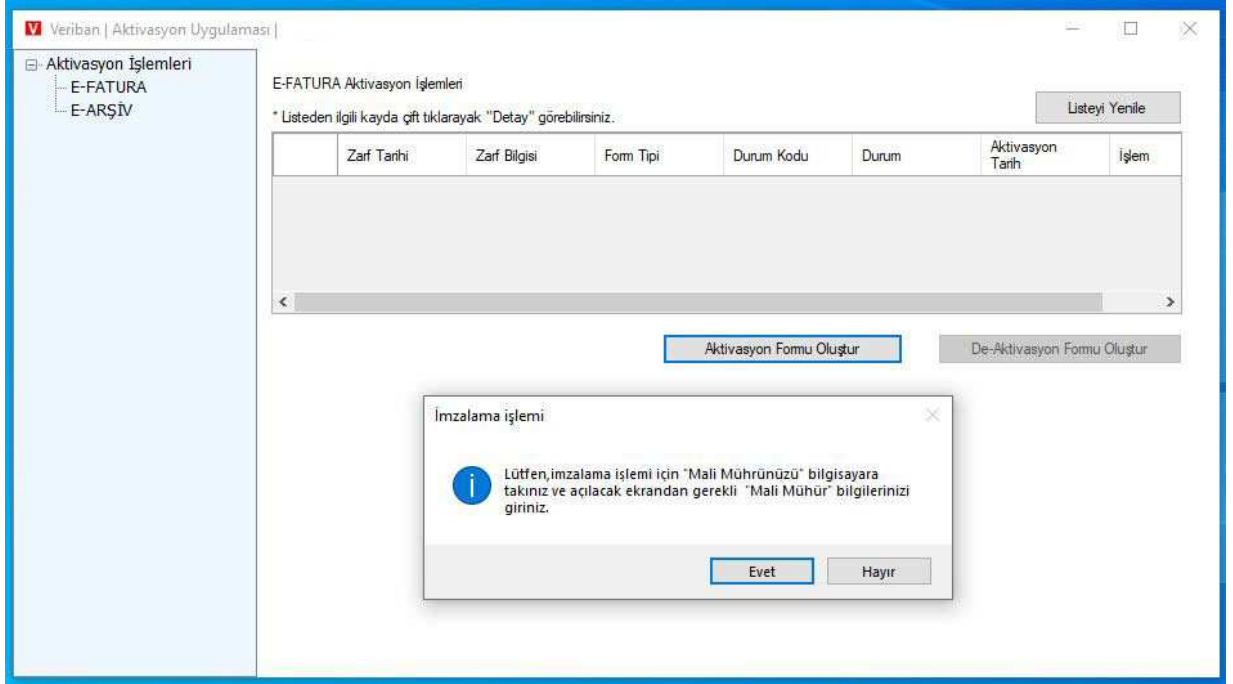 V Veriban | Aktivasyon Uygulaması |
Aktivasyon İşlemleri
E-FATURA
E-ARŞİV
E-FATURA Aktivasyon İşlemleri
* Listeden ilgili kayda çift tıklarayak "Detay" görebilirsiniz.
Listeyi Yenile
Zarf Tarihi Zarf Bilgisi Form Tipi Durum Kodu Durum Aktivasyon Tarih İşlem
Aktivasyon Formu Oluştur De-Aktivasyon Formu Oluştur
İmzalama işlemi
Lütfen,imzalama işlemi için "Mali Mührünüzü" bilgisayara
takınız ve açılacak ekrandan gerekli "Mali Mühür" bilgilerinizi
giriniz.
Evet Hayır